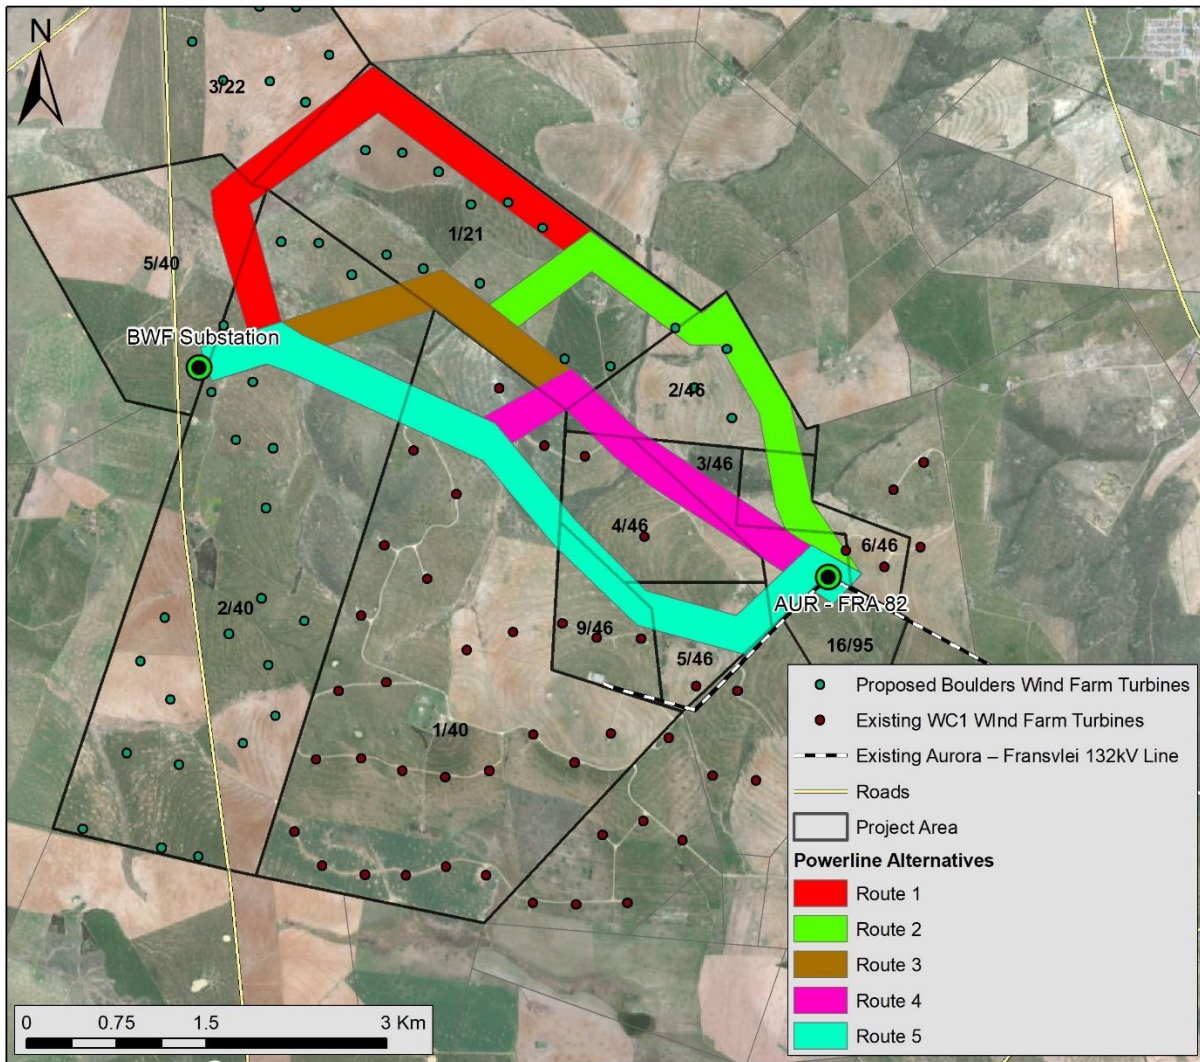 N
3/22
1/21
5/40
BWF Substation
2/46
3/46
4/46
6/46
AUR - FRA 82
2/40
9/46
5/46
16/95
1/40
Proposed Boulders Wind Farm Turbines
Existing WC1 WInd Farm Turbines
Existing Aurora – Fransvlei 132kV Line
Roads
Project Area
Powerline Alternatives
Route 1
Route 2
Route 3
Route 4
Route 5
0 0.75 1.5 3 Km